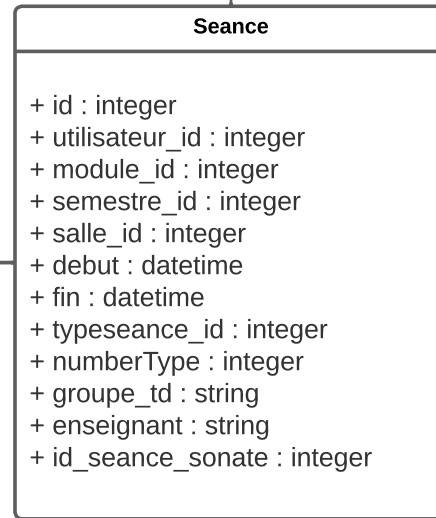 Seance
+ id : integer
+ utilisateur_id : integer
+ module_id : integer
+ semestre_id : integer
+ salle_id : integer
+ debut : datetime
+ fin : datetime
+ typeseance_id : integer
+ numberType : integer
+ groupe_td : string
+ enseignant : string
+ id_seance_sonate : integer